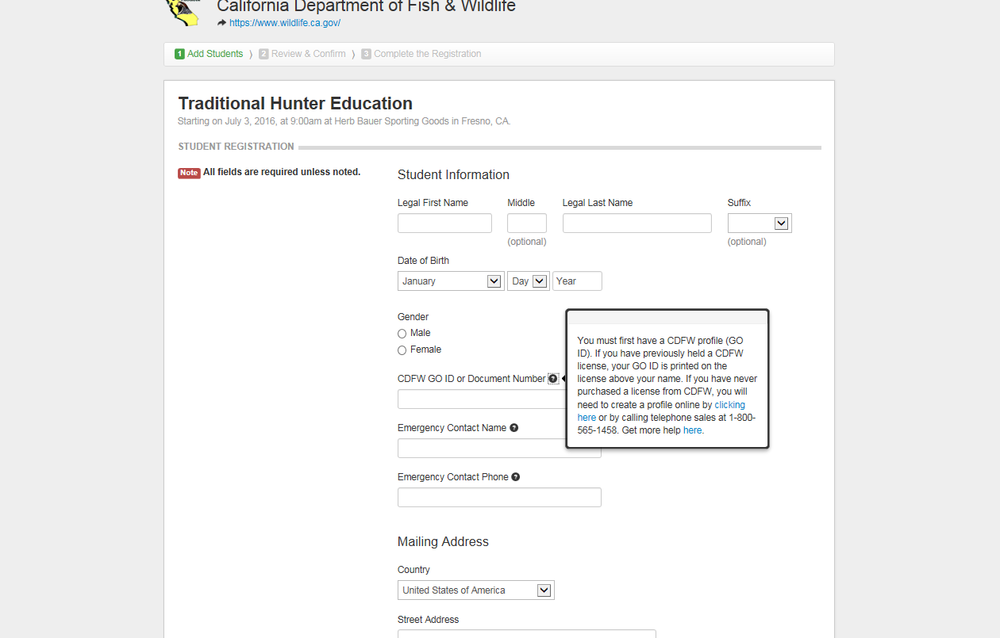 California Department of Fish & Wildlife
https://www.wildlife.ca.gov/
1 Add Students ) 2 Review & Confirm ) 3 Complete the Registration
Traditional Hunter Education
Starting on July 3, 2016, at 9:00am at Herb Bauer Sporting Goods in Fresno, CA.
STUDENT REGISTRATION
Note All fields are required unless noted.
Student Information
Legal First Name Middle Legal Last Name Suffix
(optional) (optional)
Date of Birth
January Day Year
Gender
Male
Female
CDFW GO ID or Document Number ?
You must first have a CDFW profile (GO
ID). If you have previously held a CDFW
license, your GO ID is printed on the
license above your name. If you have never
purchased a license from CDFW, you will
need to create a profile online by clicking
here or by calling telephone sales at 1-800-
565-1458. Get more help here.
Emergency Contact Name ?
Emergency Contact Phone ?
Mailing Address
Country
United States of America
Street Address